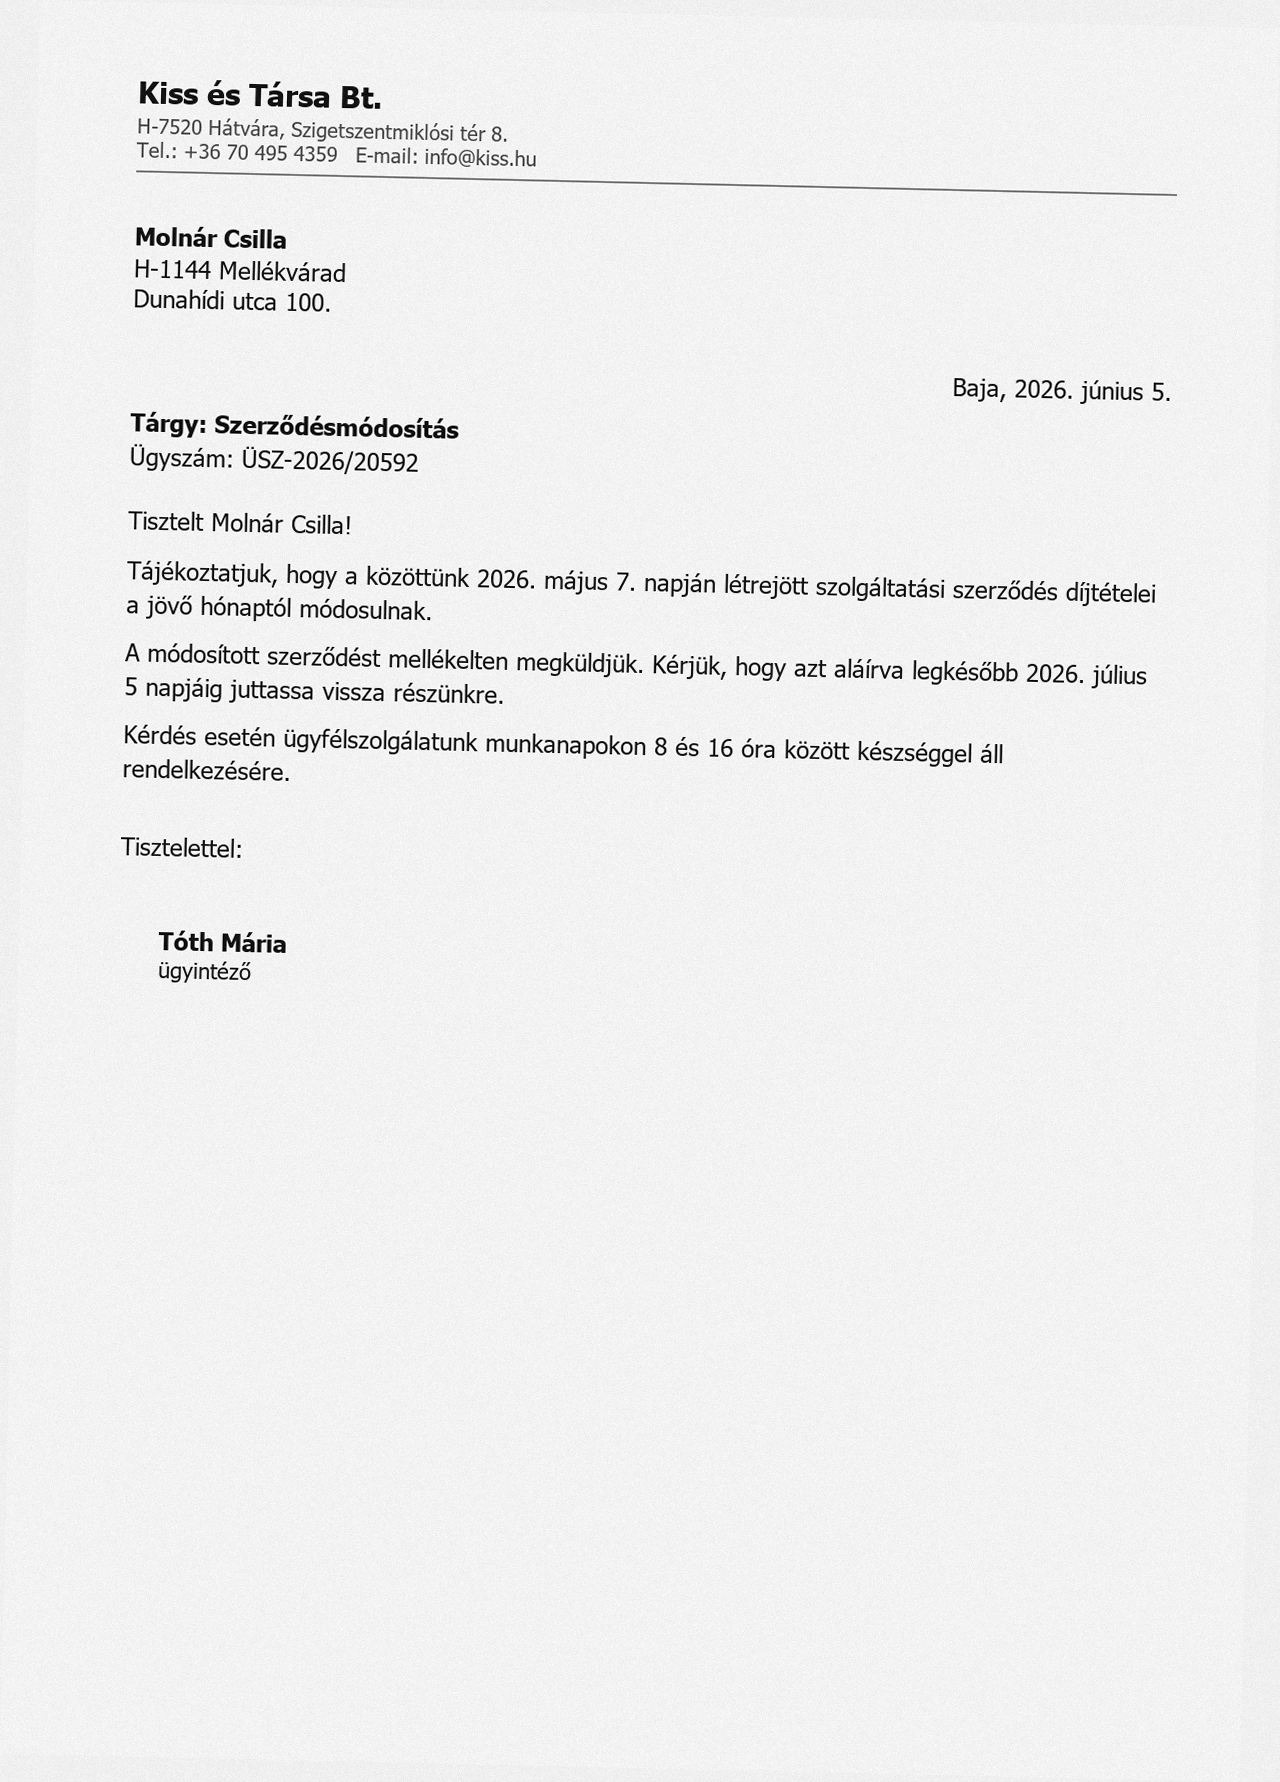 Kiss és Társa Bt.
H-7520 Hátvára, Szigetszentmiklósi tér 8.
Tel.: +36 70 495 4359 E-mail: info@kiss.hu
Molnár Csilla
H-1144 Mellékvárad
Dunahídi utca 100.
Baja, 2026. június 5.
Tárgy: Szerződésmódosítás
Ügyszám: ÜSZ-2026/20592
Tisztelt Molnár Csilla!
Tájékoztatjuk, hogy a közöttünk 2026. május 7. napján létrejött szolgáltatási szerződés díjtételei
a jövő hónaptól módosulnak.
A módosított szerződést mellékelten megküldjük. Kérjük, hogy azt aláírva legkésőbb 2026. július
5 napjáig juttassa vissza részünkre.
Kérdés esetén ügyfélszolgálatunk munkanapokon 8 és 16 óra között készséggel áll
rendelkezésére.
Tisztelettel:
Tóth Mária
ügyintéző